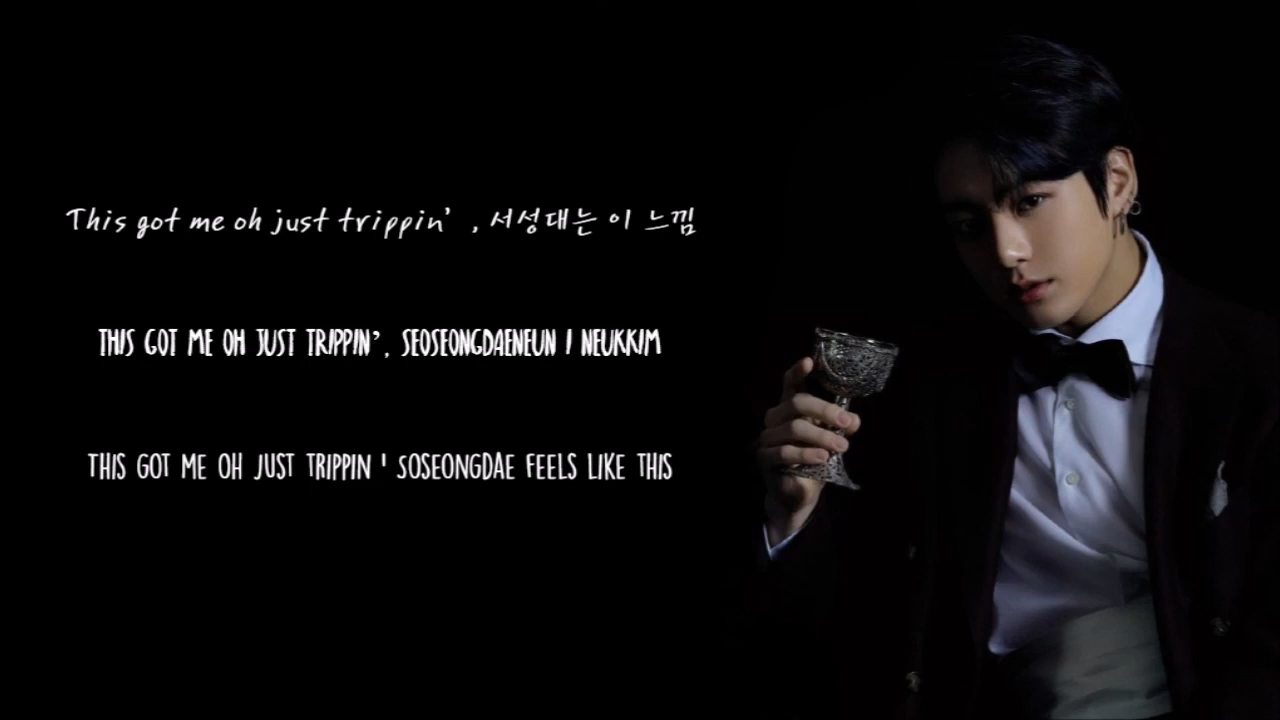 This got me oh just trippin', 서성대는 이 느낌
THIS GOT ME OH JUST TRIPPIN', SEOSEONGDAENEUN I NEUKKIM
THIS GOT ME OH JUST TRIPPIN ' SOSEONGDAE FEELS LIKE THIS